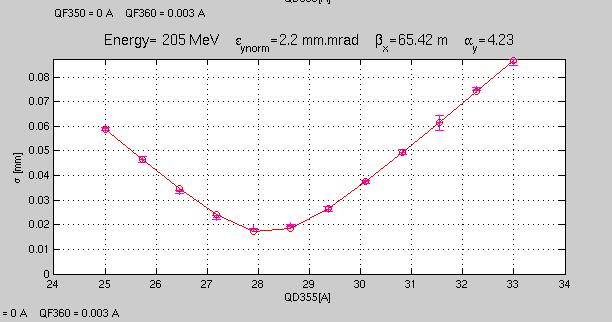 QD355[A]
QF350 = 0 A QF360 = 0.003 A
Energy= 205 MeV εynorm=2.2 mm.mrad βx=65.42 m αy=4.23
0.08
0.07
0.06
0.05
0.04
0.03
0.02
0.01
0
σ [mm]
24 25 26 27 28 29 30 31 32 33 34
QD355[A]
= 0 A QF360 = 0.003 A